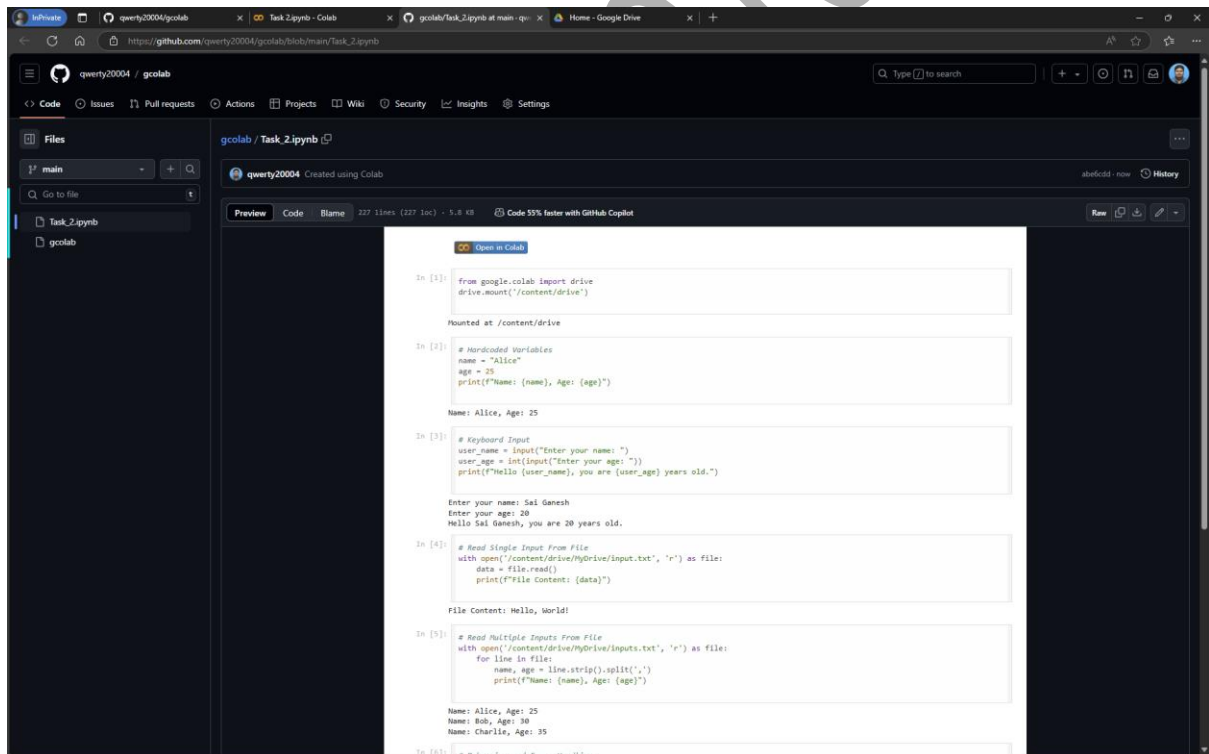 InPrivate
qwerty20004/gcolab
Task 2.ipynb - Colab
gcolab/Task_2.ipynb at main · qw
Home - Google Drive
https://github.com/qwerty20004/gcolab/blob/main/Task_2.ipynb
qwerty20004 / gcolab
Type / to search
Code Issues Pull requests Actions Projects Wiki Security Insights Settings
Files
gcolab / Task_2.ipynb
main
qwerty20004 Created using Colab
abe6cdd · now History
Go to file t
Preview Code Blame 227 lines (227 loc) · 5.8 KB Code 55% faster with GitHub Copilot Raw
Task_2.ipynb
gcolab
Open in Colab
In [1]: from google.colab import drive
drive.mount('/content/drive')
Mounted at /content/drive
In [2]: # Hardcoded Variables
name = "Alice"
age = 25
print(f"Name: {name}, Age: {age}")
Name: Alice, Age: 25
In [3]: # Keyboard Input
user_name = input("Enter your name: ")
user_age = int(input("Enter your age: "))
print(f"Hello {user_name}, you are {user_age} years old.")
Enter your name: Sai Ganesh
Enter your age: 20
Hello Sai Ganesh, you are 20 years old.
In [4]: # Read Single Input From File
with open('/content/drive/MyDrive/input.txt', 'r') as file:
data = file.read()
print(f"File Content: {data}")
File Content: Hello, World!
In [5]: # Read Multiple Inputs From File
with open('/content/drive/MyDrive/inputs.txt', 'r') as file:
for line in file:
name, age = line.strip().split(',')
print(f"Name: {name}, Age: {age}")
Name: Alice, Age: 25
Name: Bob, Age: 30
Name: Charlie, Age: 35
In [6]: